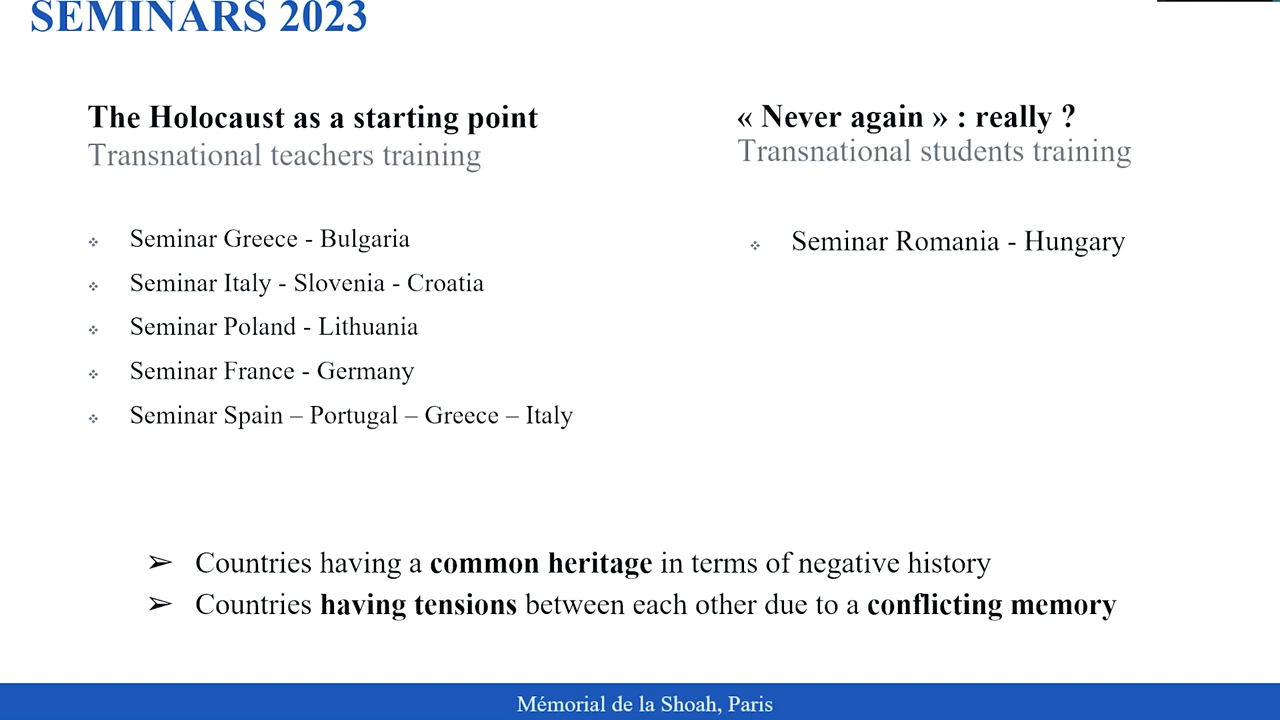 SEMINARS 2023
The Holocaust as a starting point
Transnational teachers training
Seminar Greece - Bulgaria
Seminar Italy - Slovenia - Croatia
Seminar Poland - Lithuania
Seminar France - Germany
Seminar Spain – Portugal – Greece – Italy
« Never again » : really ?
Transnational students training
Seminar Romania - Hungary
➢ Countries having a common heritage in terms of negative history
➢ Countries having tensions between each other due to a conflicting memory
Mémorial de la Shoah, Paris